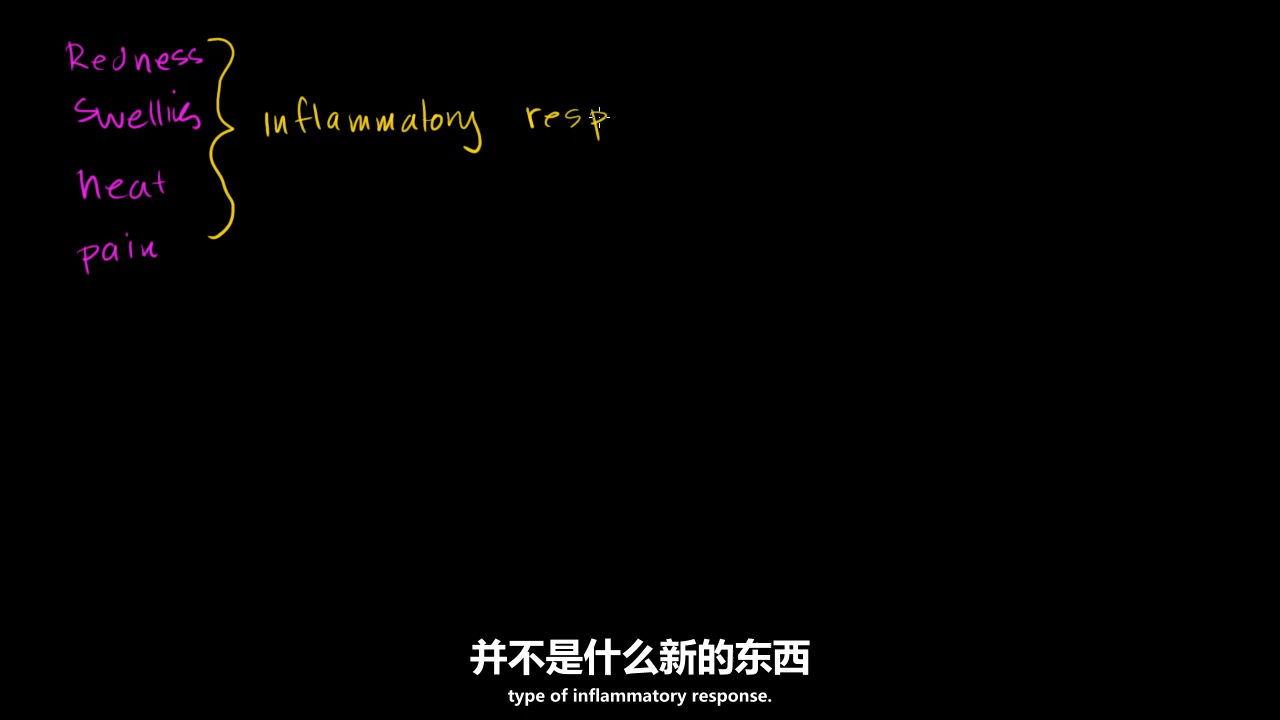 Redness
Swelling
inflammatory resp
heat
pain
并不是什么新的东西
type of inflammatory response.